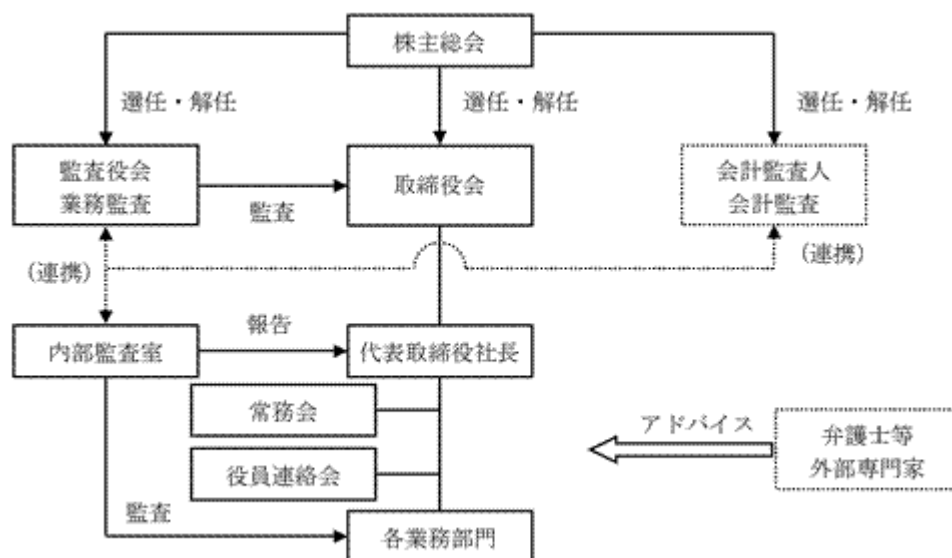 株主総会
選任・解任
選任・解任
選任・解任
監査役会
業務監査
監査
取締役会
会計監査人
会計監査
(連携)
(連携)
内部監査室
報告
代表取締役社長
常務会
役員連絡会
アドバイス
弁護士等
外部専門家
監査
各業務部門